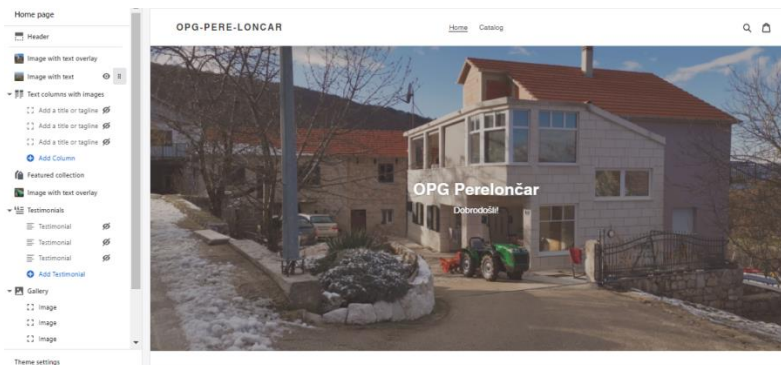 Home page
Header
Image with text overlay
Image with text
Text columns with images
Add a title or tagline
Add a title or tagline
Add a title or tagline
Add Column
Featured collection
Image with text overlay
Testimonials
Testimonial
Testimonial
Testimonial
Add Testimonial
Gallery
Image
Image
Image
Theme settings
OPG-PERE-LONCAR
Home Catalog
OPG Perelončar
Dobrodošli!